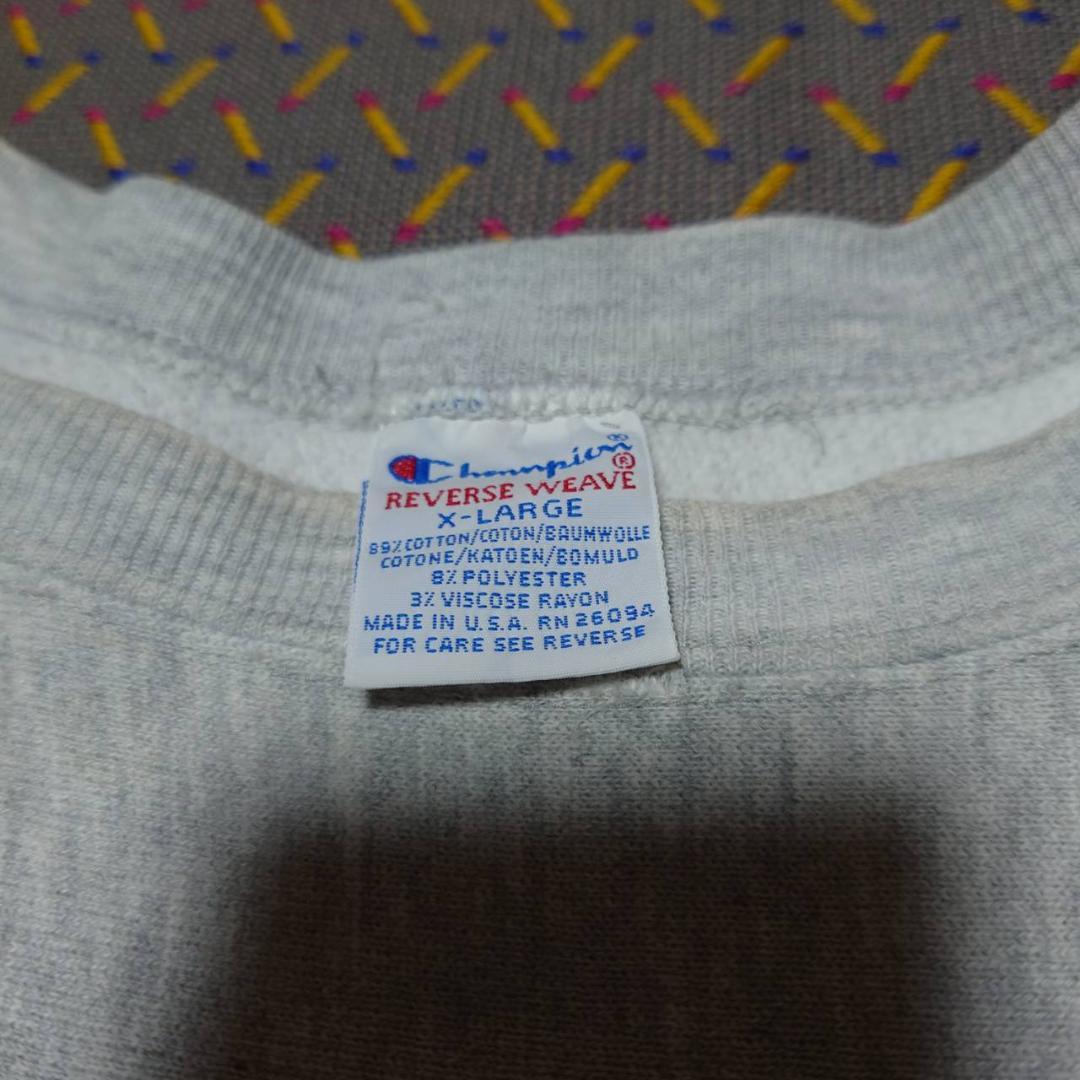 Champion®
REVERSE WEAVE®
X-LARGE
89% COTTON/COTON/BAUMWOLLE
COTONE/KATOEN/BOMULD
8% POLYESTER
3% VISCOSE RAYON
MADE IN U.S.A. RN 26094
FOR CARE SEE REVERSE